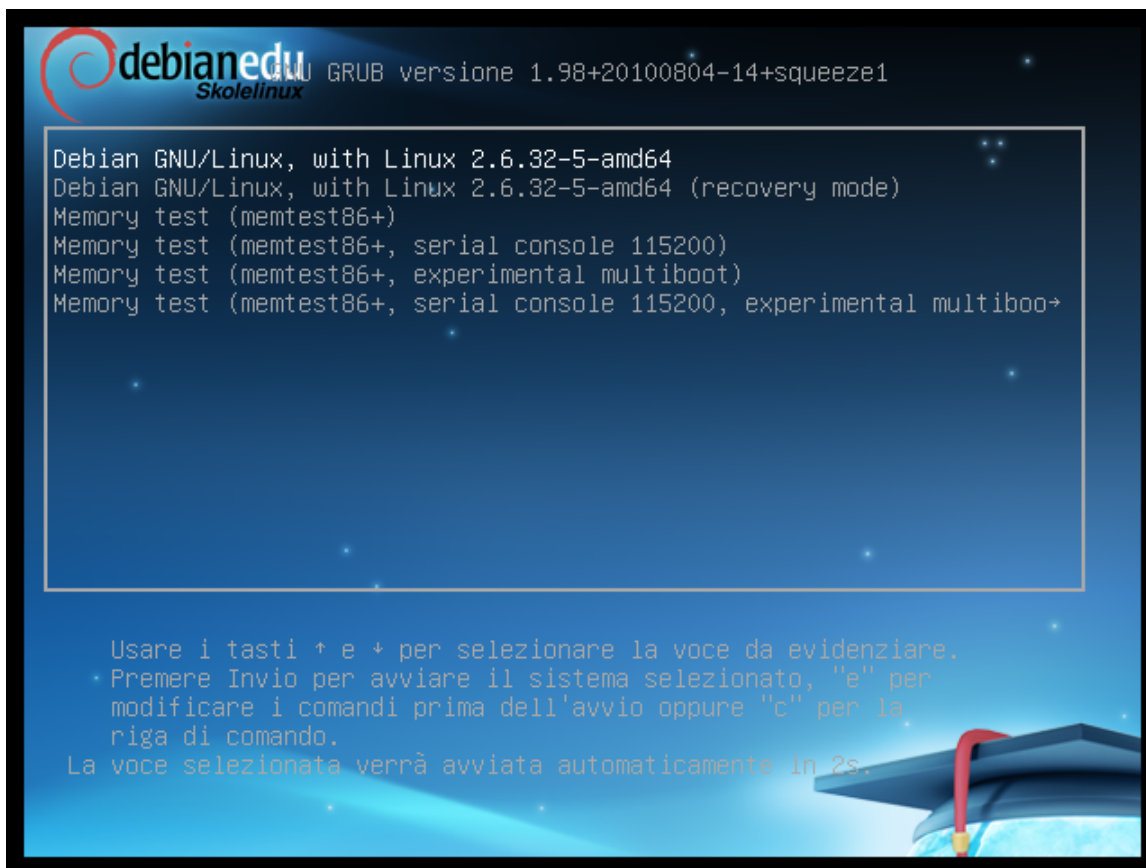 debianedu
Skolelinux
GNU GRUB versione 1.98+20100804-14+squeeze1
Debian GNU/Linux, with Linux 2.6.32-5-amd64
Debian GNU/Linux, with Linux 2.6.32-5-amd64 (recovery mode)
Memory test (memtest86+)
Memory test (memtest86+, serial console 115200)
Memory test (memtest86+, experimental multiboot)
Memory test (memtest86+, serial console 115200, experimental multiboo→
Usare i tasti ↑ e ↓ per selezionare la voce da evidenziare.
Premere Invio per avviare il sistema selezionato, "e" per
modificare i comandi prima dell'avvio oppure "c" per la
riga di comando.
La voce selezionata verrà avviata automaticamente in 2s.